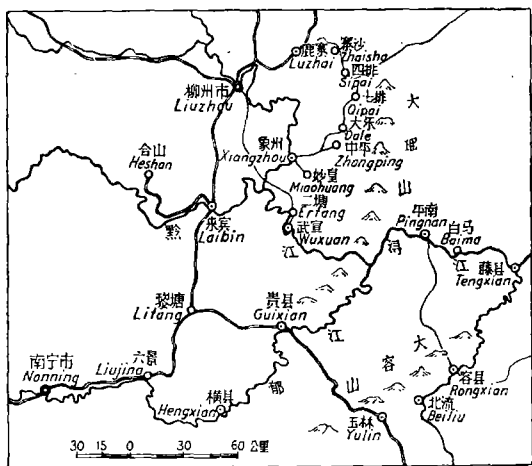 鹿寨
Luzhai
寨沙
Zhaisha
四排
Sipai
七排
Qipai
柳州市
Liuzhou
大乐
Dale
象州
Xiangzhou
中平
Zhongping
妙皇
Miaohuang
大
瑶
山
合山
Heshan
二塘
Erfang
武宣
Wuxuan
来宾
Laibin
黔
江
平南
Pingnan
白马
Baima
浔
江
藤县
Tengxian
黎塘
Litang
贵县
Guixian
南宁市
Nanning
六景
Liujing
横县
Hengxian
郁
江
大
容
山
容县
Rongxian
北流
Beiliu
玉林
Yulin
30 15 0 30 60 公里